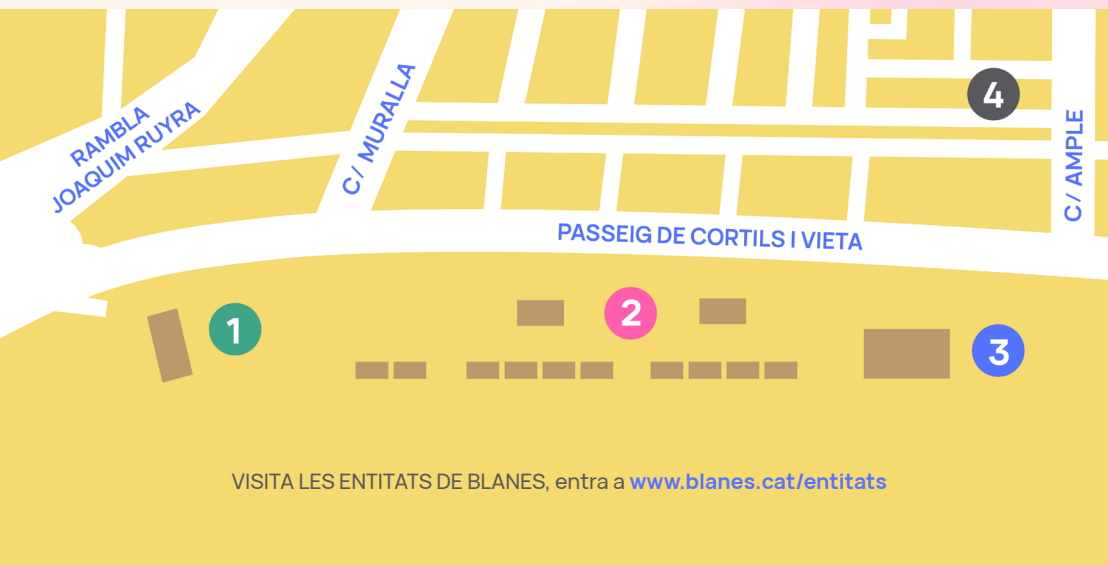 RAMBLA
JOAQUIM RUYRA
C/ MURALLA
4
C/ AMPLE
PASSEIG DE CORTILS I VIETA
1
2
3
VISITA LES ENTITATS DE BLANES, entra a www.blanes.cat/entitats